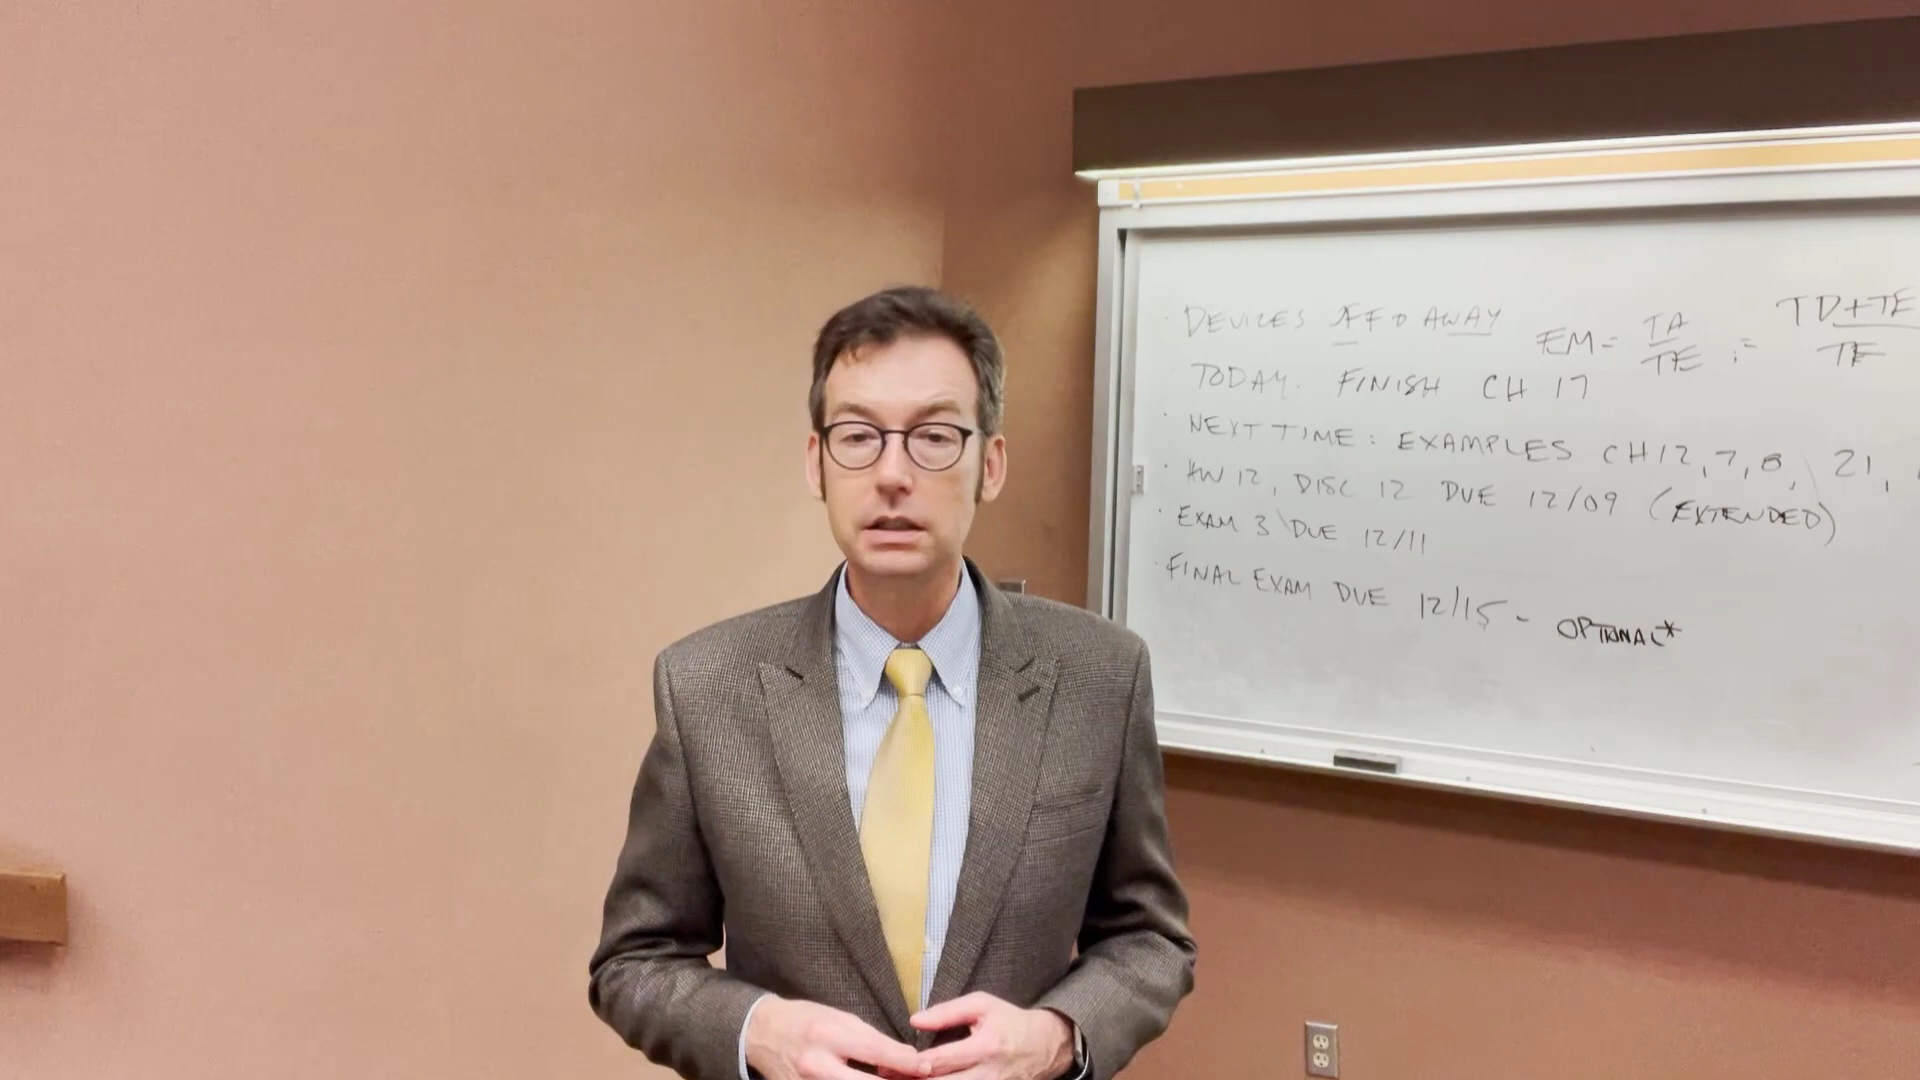 DEVICES OFF & AWAY
EM = TA/TE = TD+TE/TE
TODAY. FINISH CH 17
NEXT TIME: EXAMPLES CH 12, 7, 8, 21,
HW 12, DISC 12 DUE 12/09 (EXTENDED)
EXAM 3 DUE 12/11
FINAL EXAM DUE 12/15 - OPTIONAL*